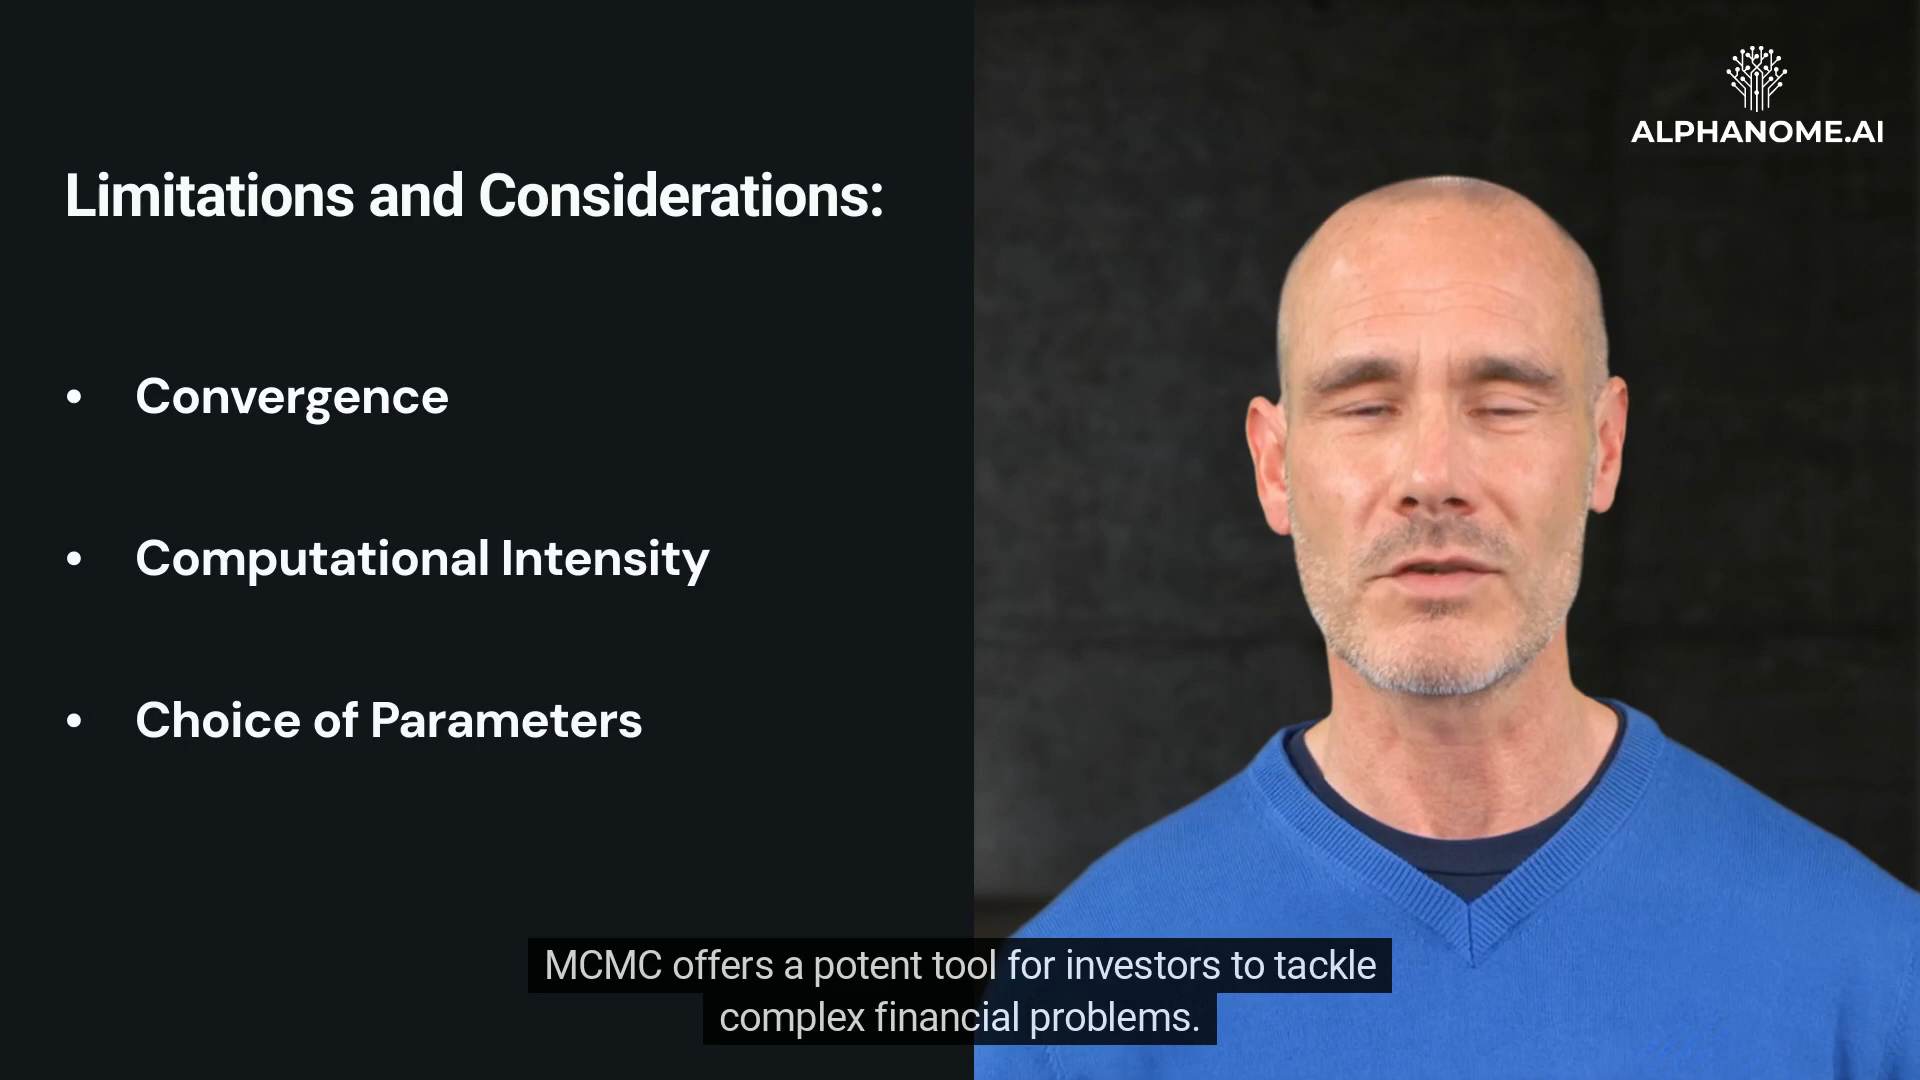 ALPHANOME.AI
Limitations and Considerations:
• Convergence
• Computational Intensity
• Choice of Parameters
MCMC offers a potent tool for investors to tackle
complex financial problems.